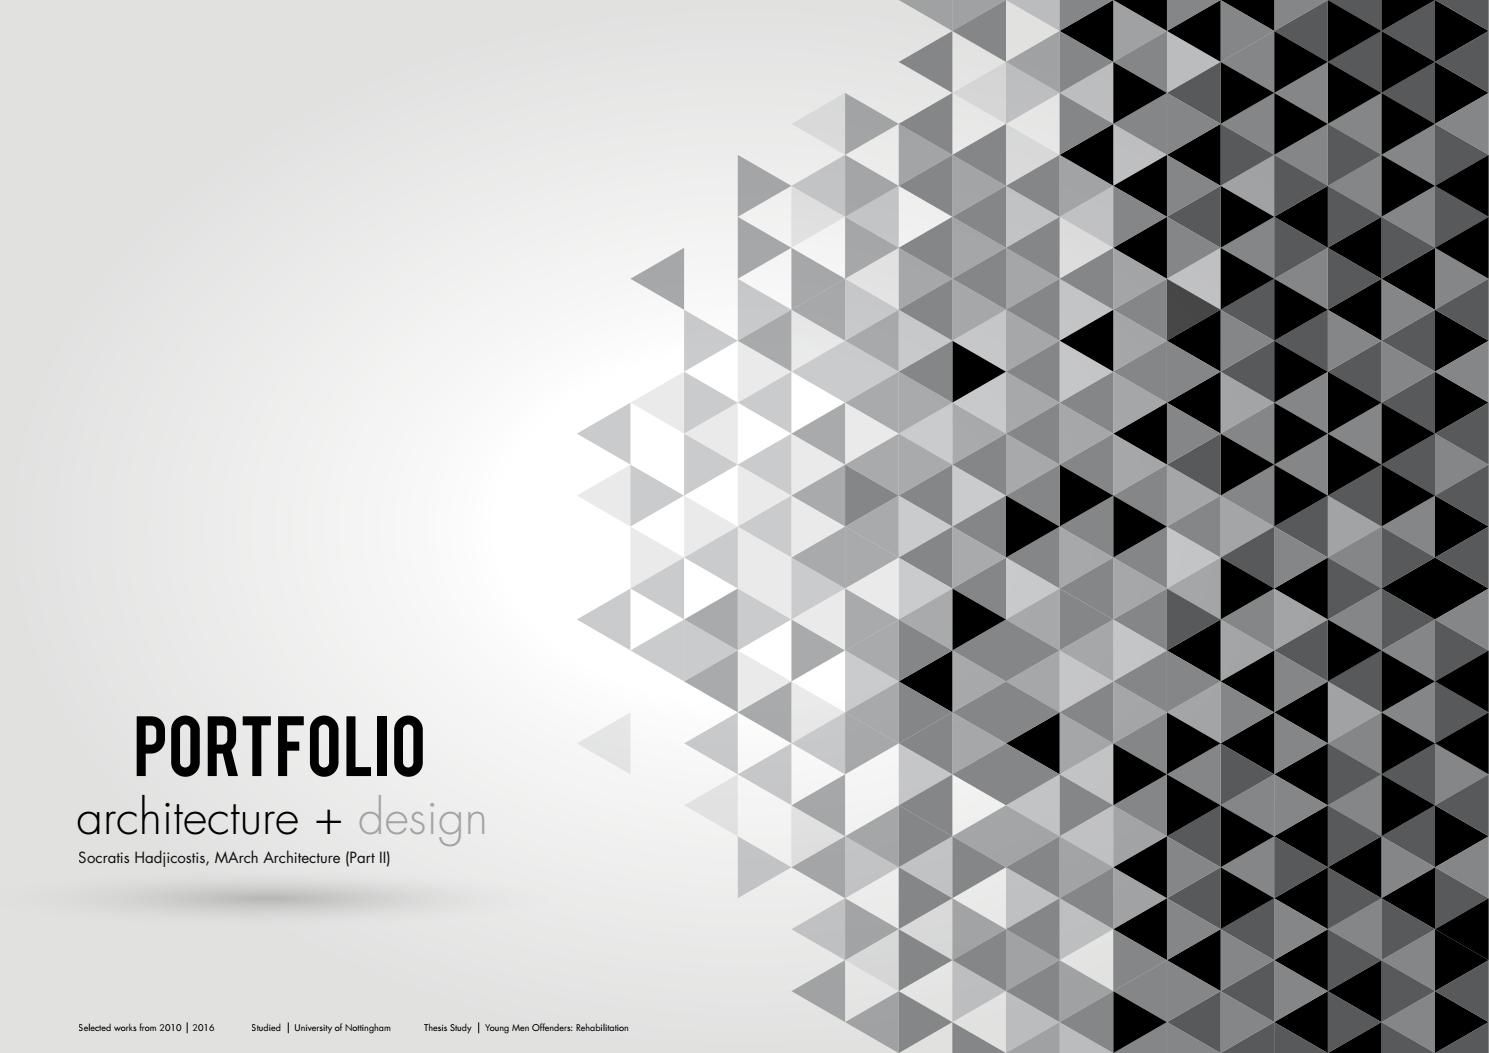 PORTFOLIO
architecture + design
Socratis Hadjicostis, MArch Architecture (Part II)
Selected works from 2010 | 2016 Studied | University of Nottingham Thesis Study | Young Men Offenders: Rehabilitation